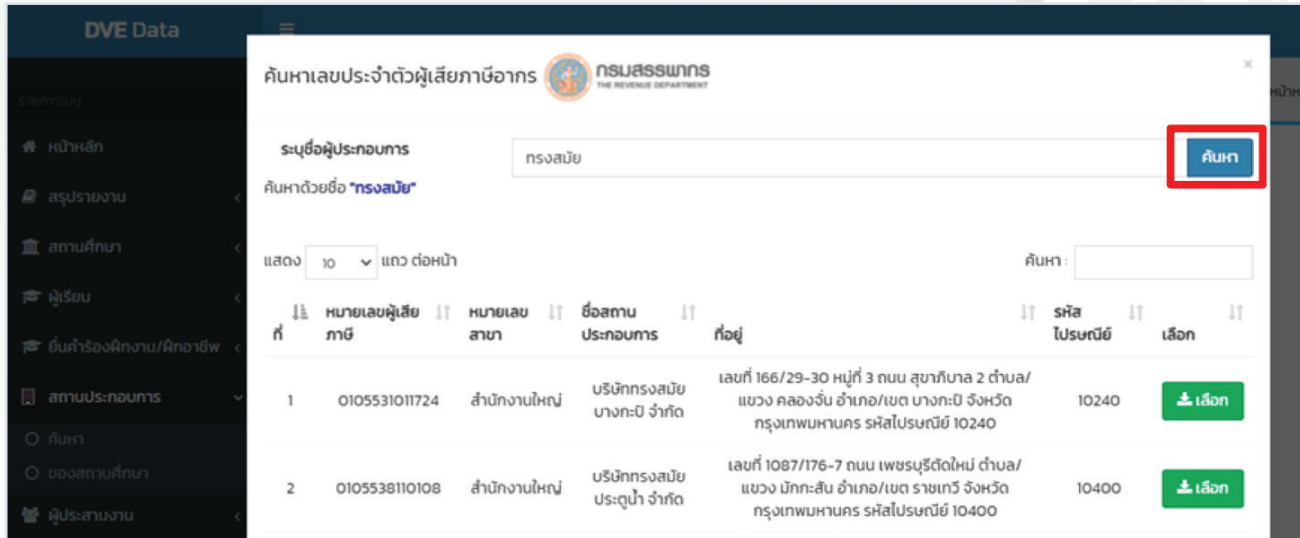 DVE Data
ค้นหาเลขประจำตัวผู้เสียภาษีอากร กรมสรรพากร
THE REVENUE DEPARTMENT
×
รายการเมนู
หน้าหลัก
สรุปรายงาน
สถานศึกษา
ผู้เรียน
ยื่นคำร้องฝึกงาน/ฝึกอาชีพ
สถานประกอบการ
ค้นหา
ของสถานศึกษา
ผู้ประสานงาน
ระบุชื่อผู้ประกอบการ ทรงสมัย ค้นหา
ค้นหาด้วยชื่อ "ทรงสมัย"
แสดง 10 แถว ต่อหน้า ค้นหา :
ที่ หมายเลขผู้เสีย หมายเลข ชื่อสถาน ที่อยู่ รหัส เลือก
ภาษี สาขา ประกอบการ ไปรษณีย์
1 0105531011724 สำนักงานใหญ่ บริษัททรงสมัย เลขที่ 166/29-30 หมู่ที่ 3 ถนน สุขาภิบาล 2 ตำบล/ 10240 เลือก
บางกะปิ จำกัด แขวง คลองจั่น อำเภอ/เขต บางกะปิ จังหวัด
กรุงเทพมหานคร รหัสไปรษณีย์ 10240
2 0105538110108 สำนักงานใหญ่ บริษัททรงสมัย เลขที่ 1087/176-7 ถนน เพชรบุรีตัดใหม่ ตำบล/ 10400 เลือก
ประตูน้ำ จำกัด แขวง มักกะสัน อำเภอ/เขต ราชเทวี จังหวัด
กรุงเทพมหานคร รหัสไปรษณีย์ 10400